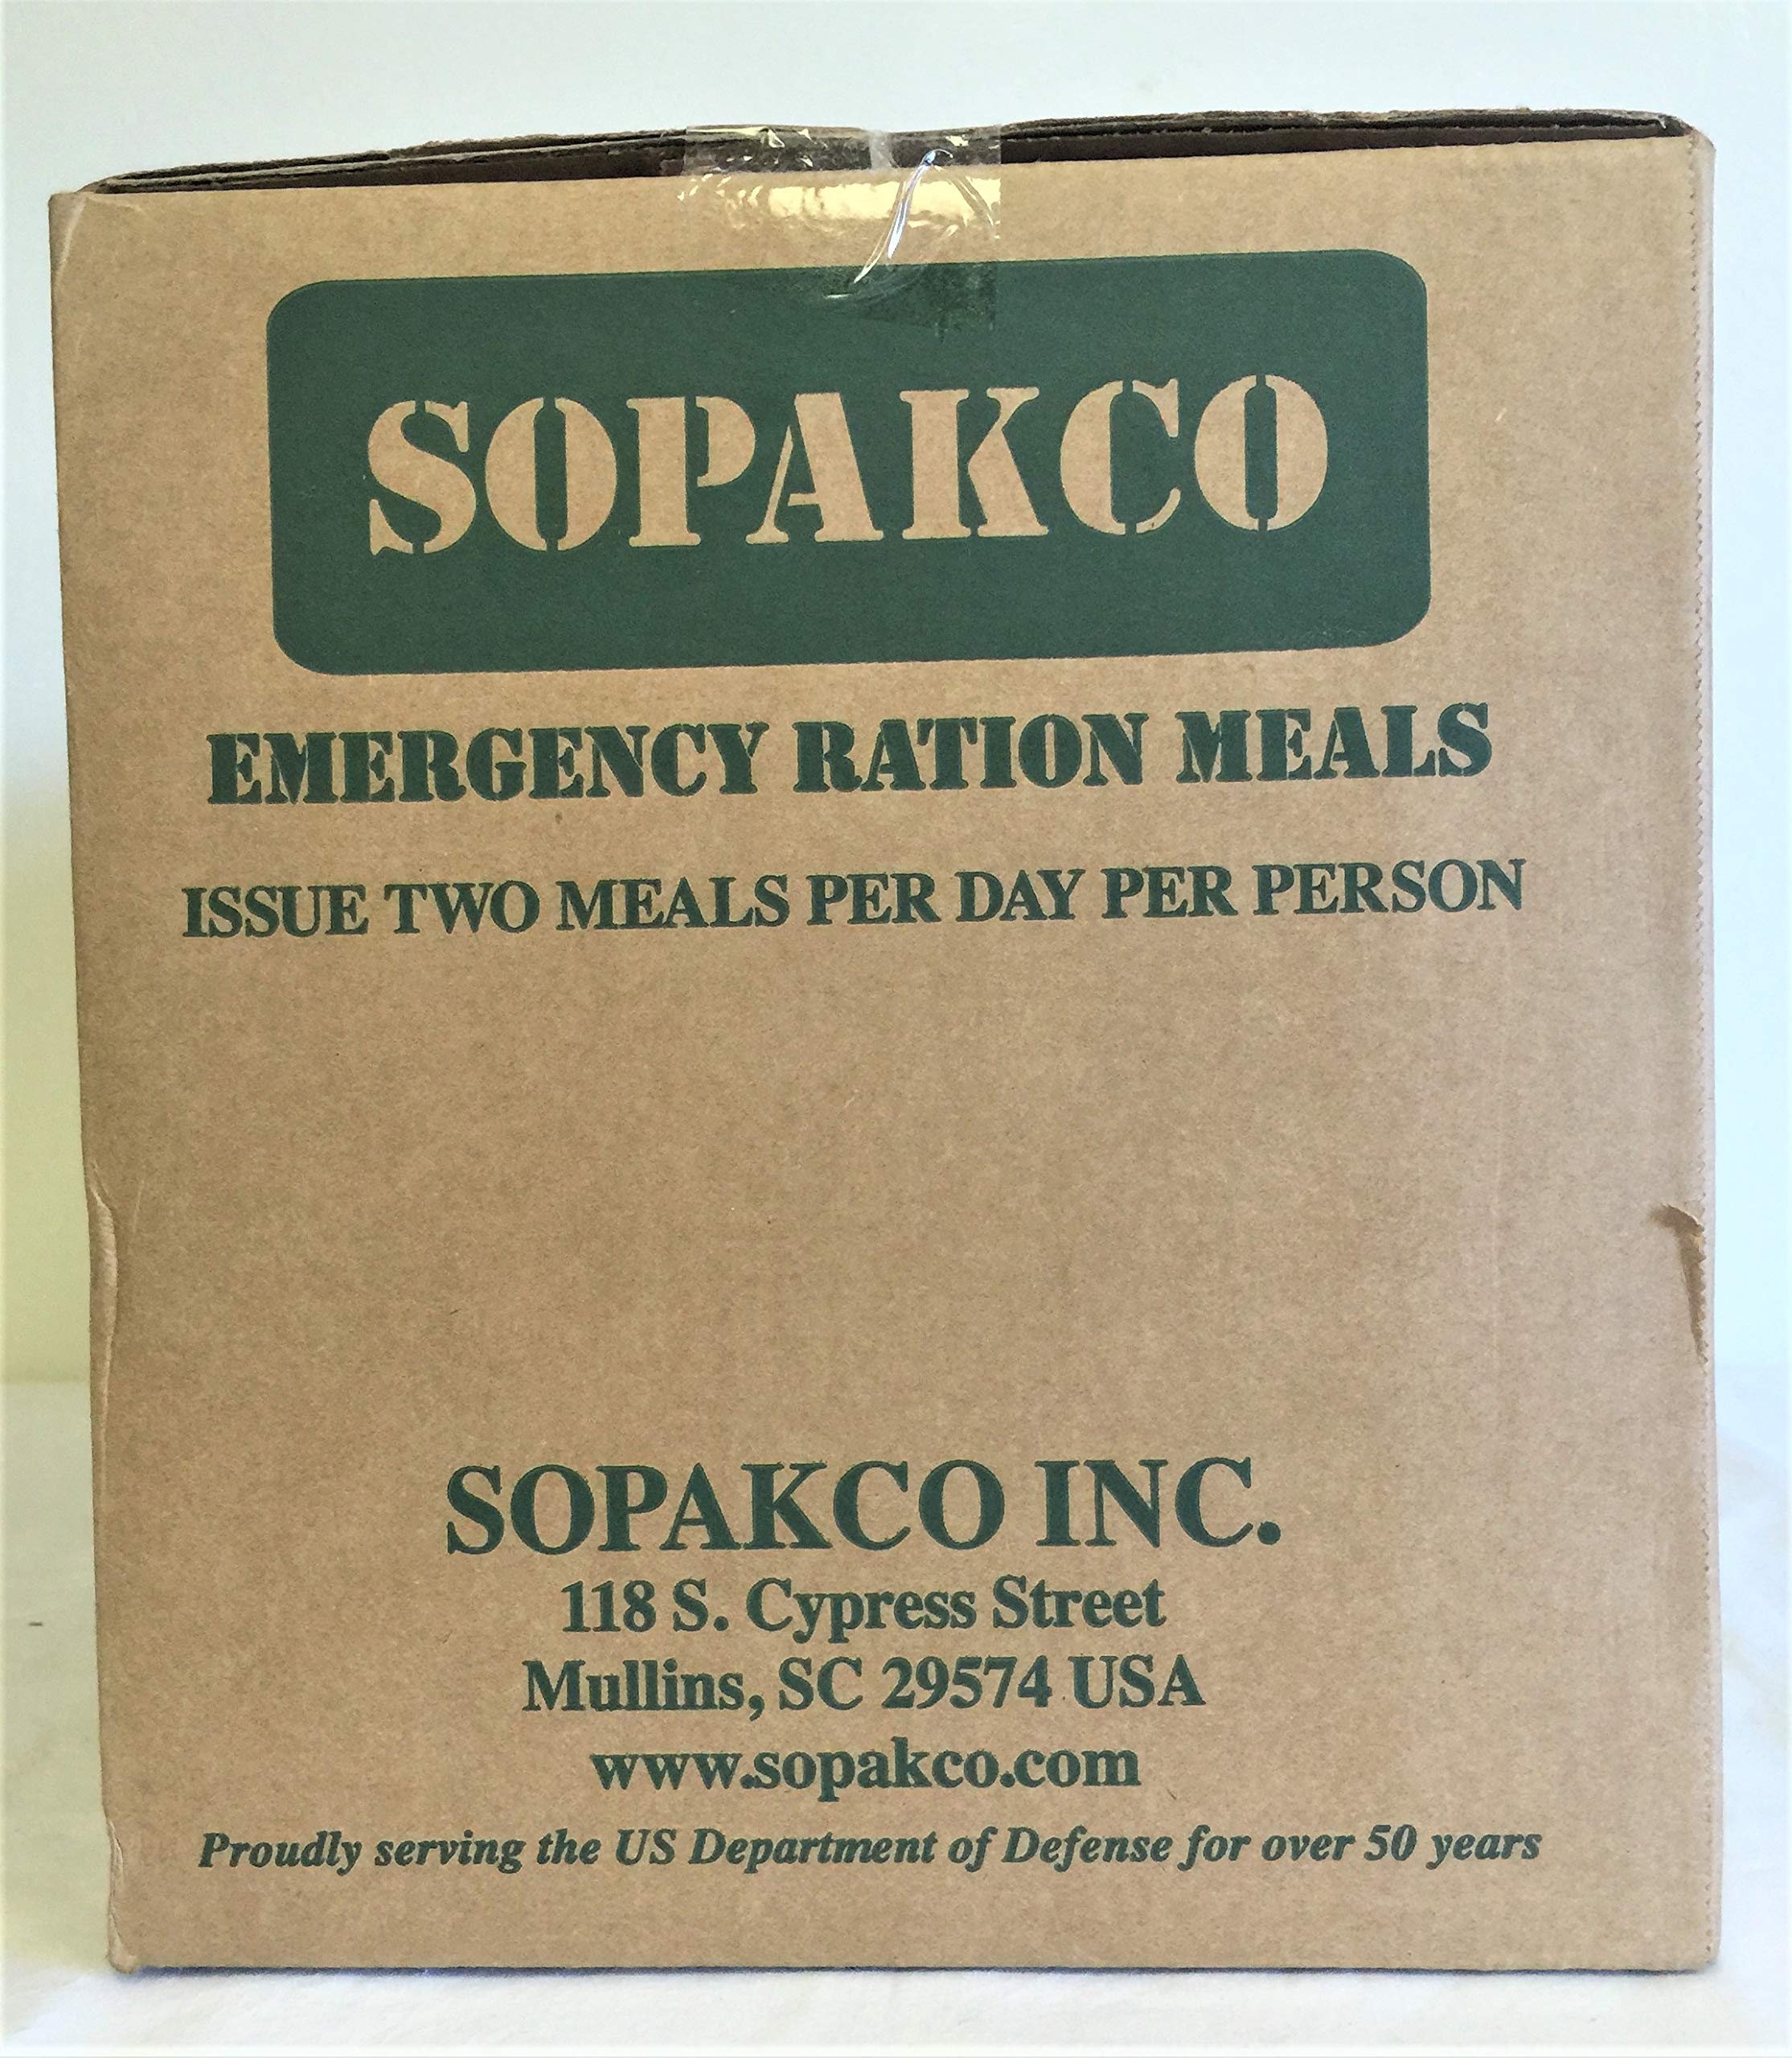 SOPAKCO
EMERGENCY RATION MEALS
ISSUE TWO MEALS PER DAY PER PERSON
SOPAKCO INC.
118 S. Cypress Street
Mullins, SC 29574 USA
www.sopakco.com
Proudly serving the US Department of Defense for over 50 years